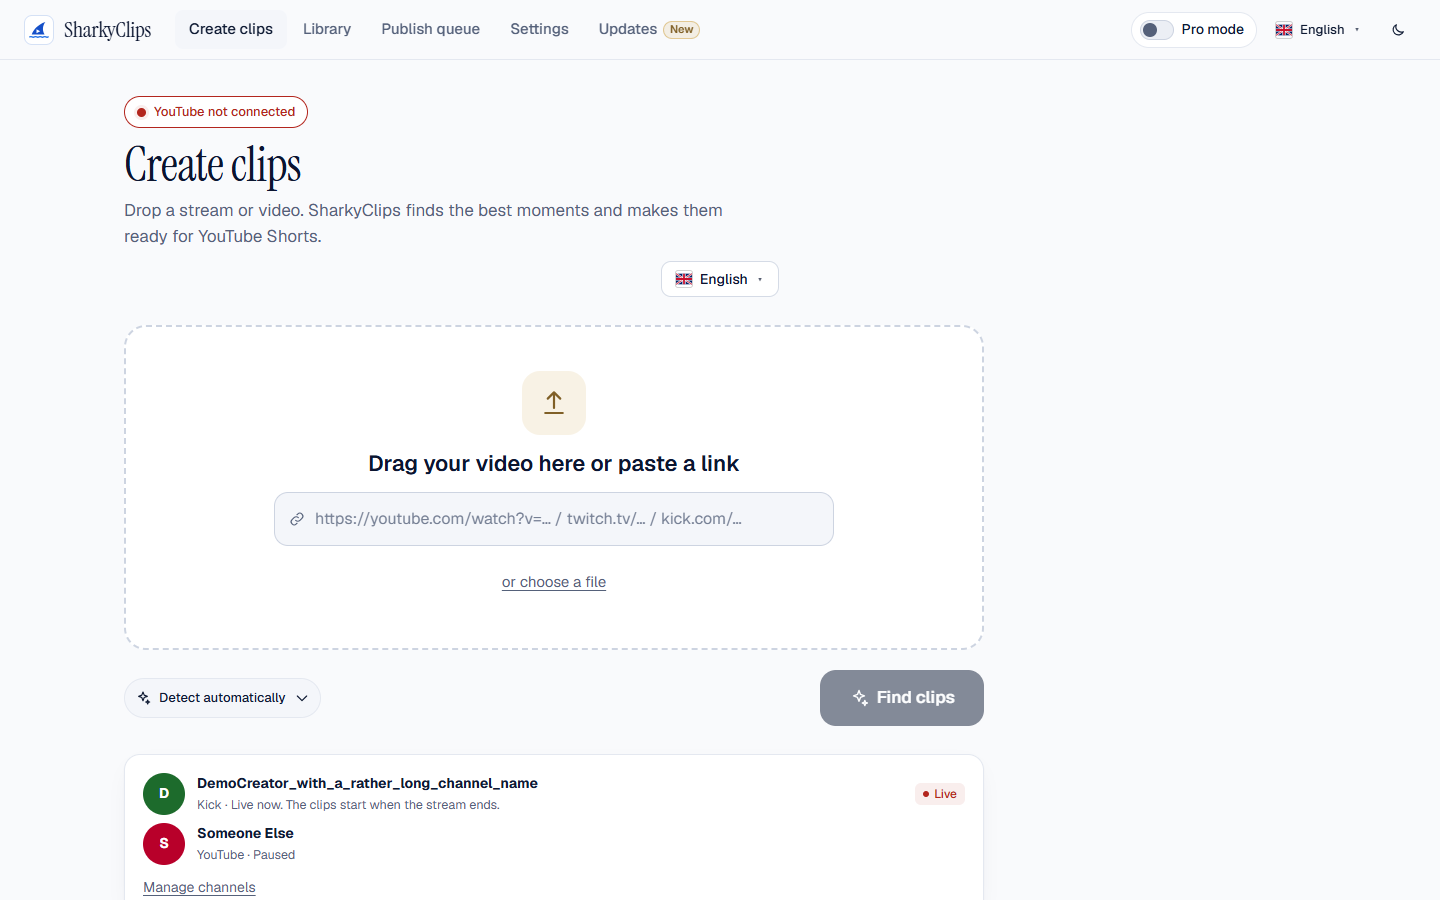 SharkyClips
Create clips
Library
Publish queue
Settings
Updates New
Pro mode
English
YouTube not connected
Create clips
Drop a stream or video. SharkyClips finds the best moments and makes them
ready for YouTube Shorts.
English
Drag your video here or paste a link
https://youtube.com/watch?v=... / twitch.tv/... / kick.com/...
or choose a file
Detect automatically
Find clips
D
DemoCreator_with_a_rather_long_channel_name
Kick · Live now. The clips start when the stream ends.
Live
S
Someone Else
YouTube · Paused
Manage channels